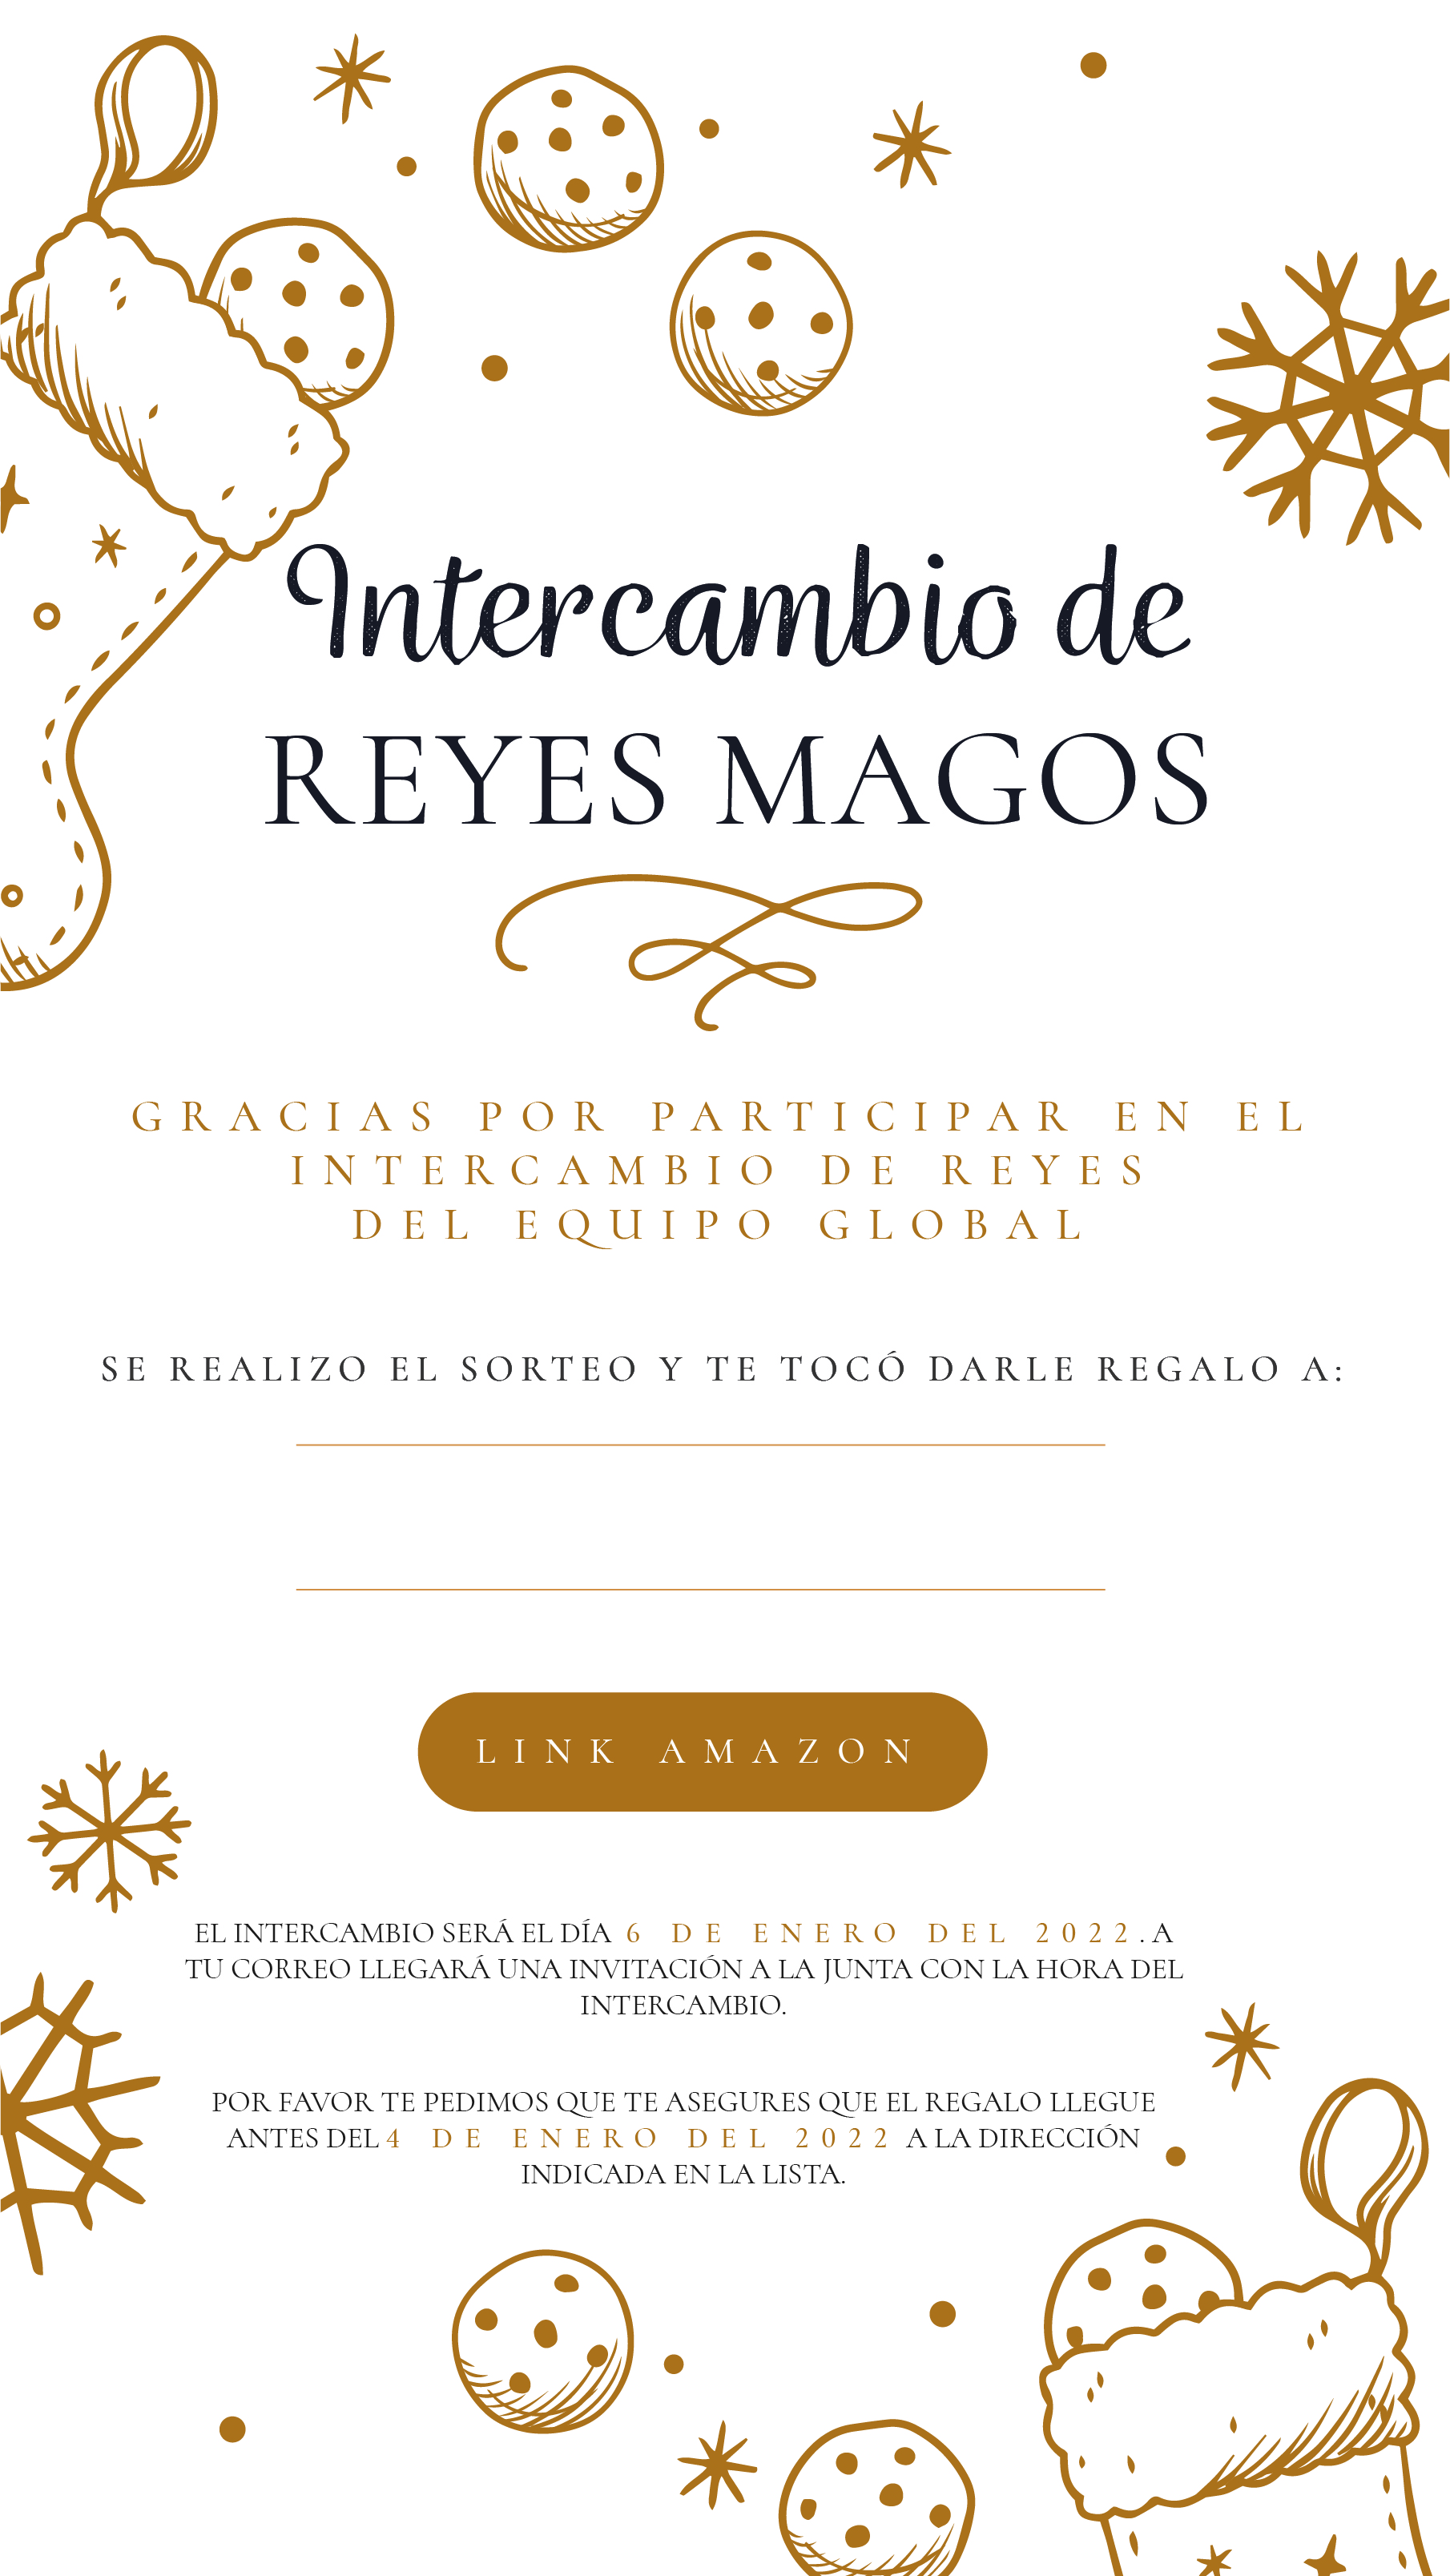 Intercambio de
REYES MAGOS
GRACIAS POR PARTICIPAR EN EL
INTERCAMBIO DE REYES
DEL EQUIPO GLOBAL
SE REALIZO EL SORTEO Y TE TOCÓ DARLE REGALO A:
LINK AMAZON
EL INTERCAMBIO SERÁ EL DÍA 6 DE ENERO DEL 2022. A
TU CORREO LLEGARÁ UNA INVITACIÓN A LA JUNTA CON LA HORA DEL
INTERCAMBIO.
POR FAVOR TE PEDIMOS QUE TE ASEGURES QUE EL REGALO LLEGUE
ANTES DEL 4 DE ENERO DEL 2022 A LA DIRECCIÓN
INDICADA EN LA LISTA.